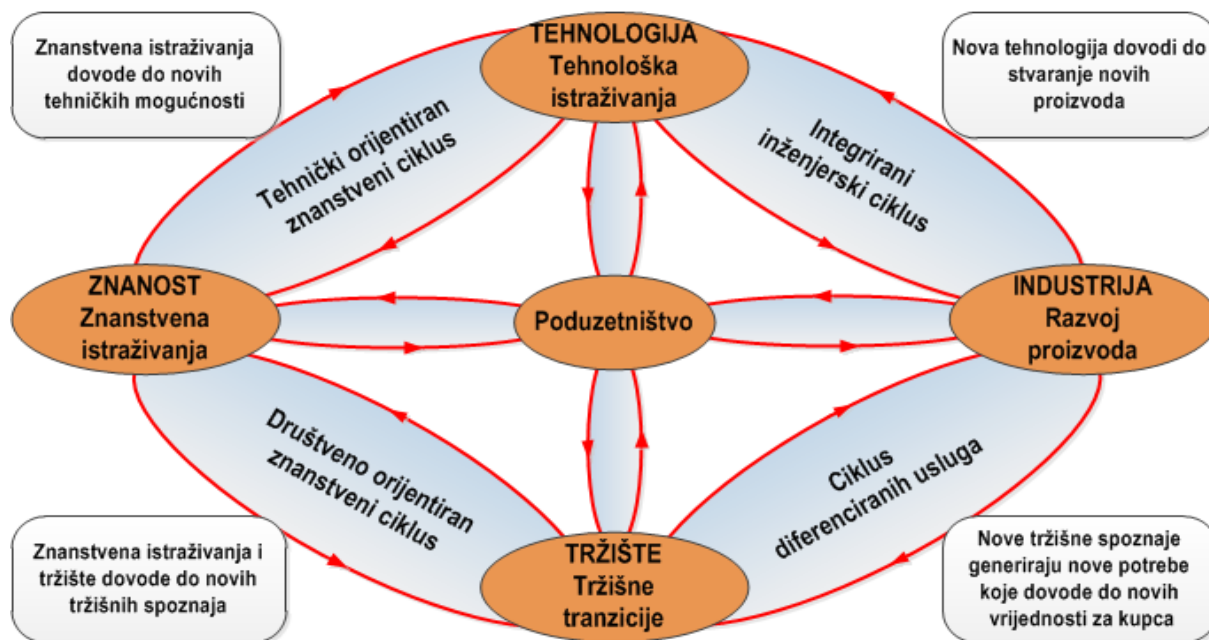 Znanstvena istraživanja
dovode do novih
tehničkih mogućnosti
TEHNOLOGIJA
Tehnološka
istraživanja
Nova tehnologija dovodi do
stvaranje novih
proizvoda
Tehnički orijentiran
znanstveni ciklus
Integrirani
inženjerski ciklus
ZNANOST
Znanstvena
istraživanja
Poduzetništvo
INDUSTRIJA
Razvoj
proizvoda
Društveno orijentiran
znanstveni ciklus
Ciklus
diferenciranih usluga
Znanstvena istraživanja i
tržište dovode do novih
tržišnih spoznaja
TRŽIŠTE
Tržišne
tranzicije
Nove tržišne spoznaje
generiraju nove potrebe
koje dovode do novih
vrijednosti za kupca